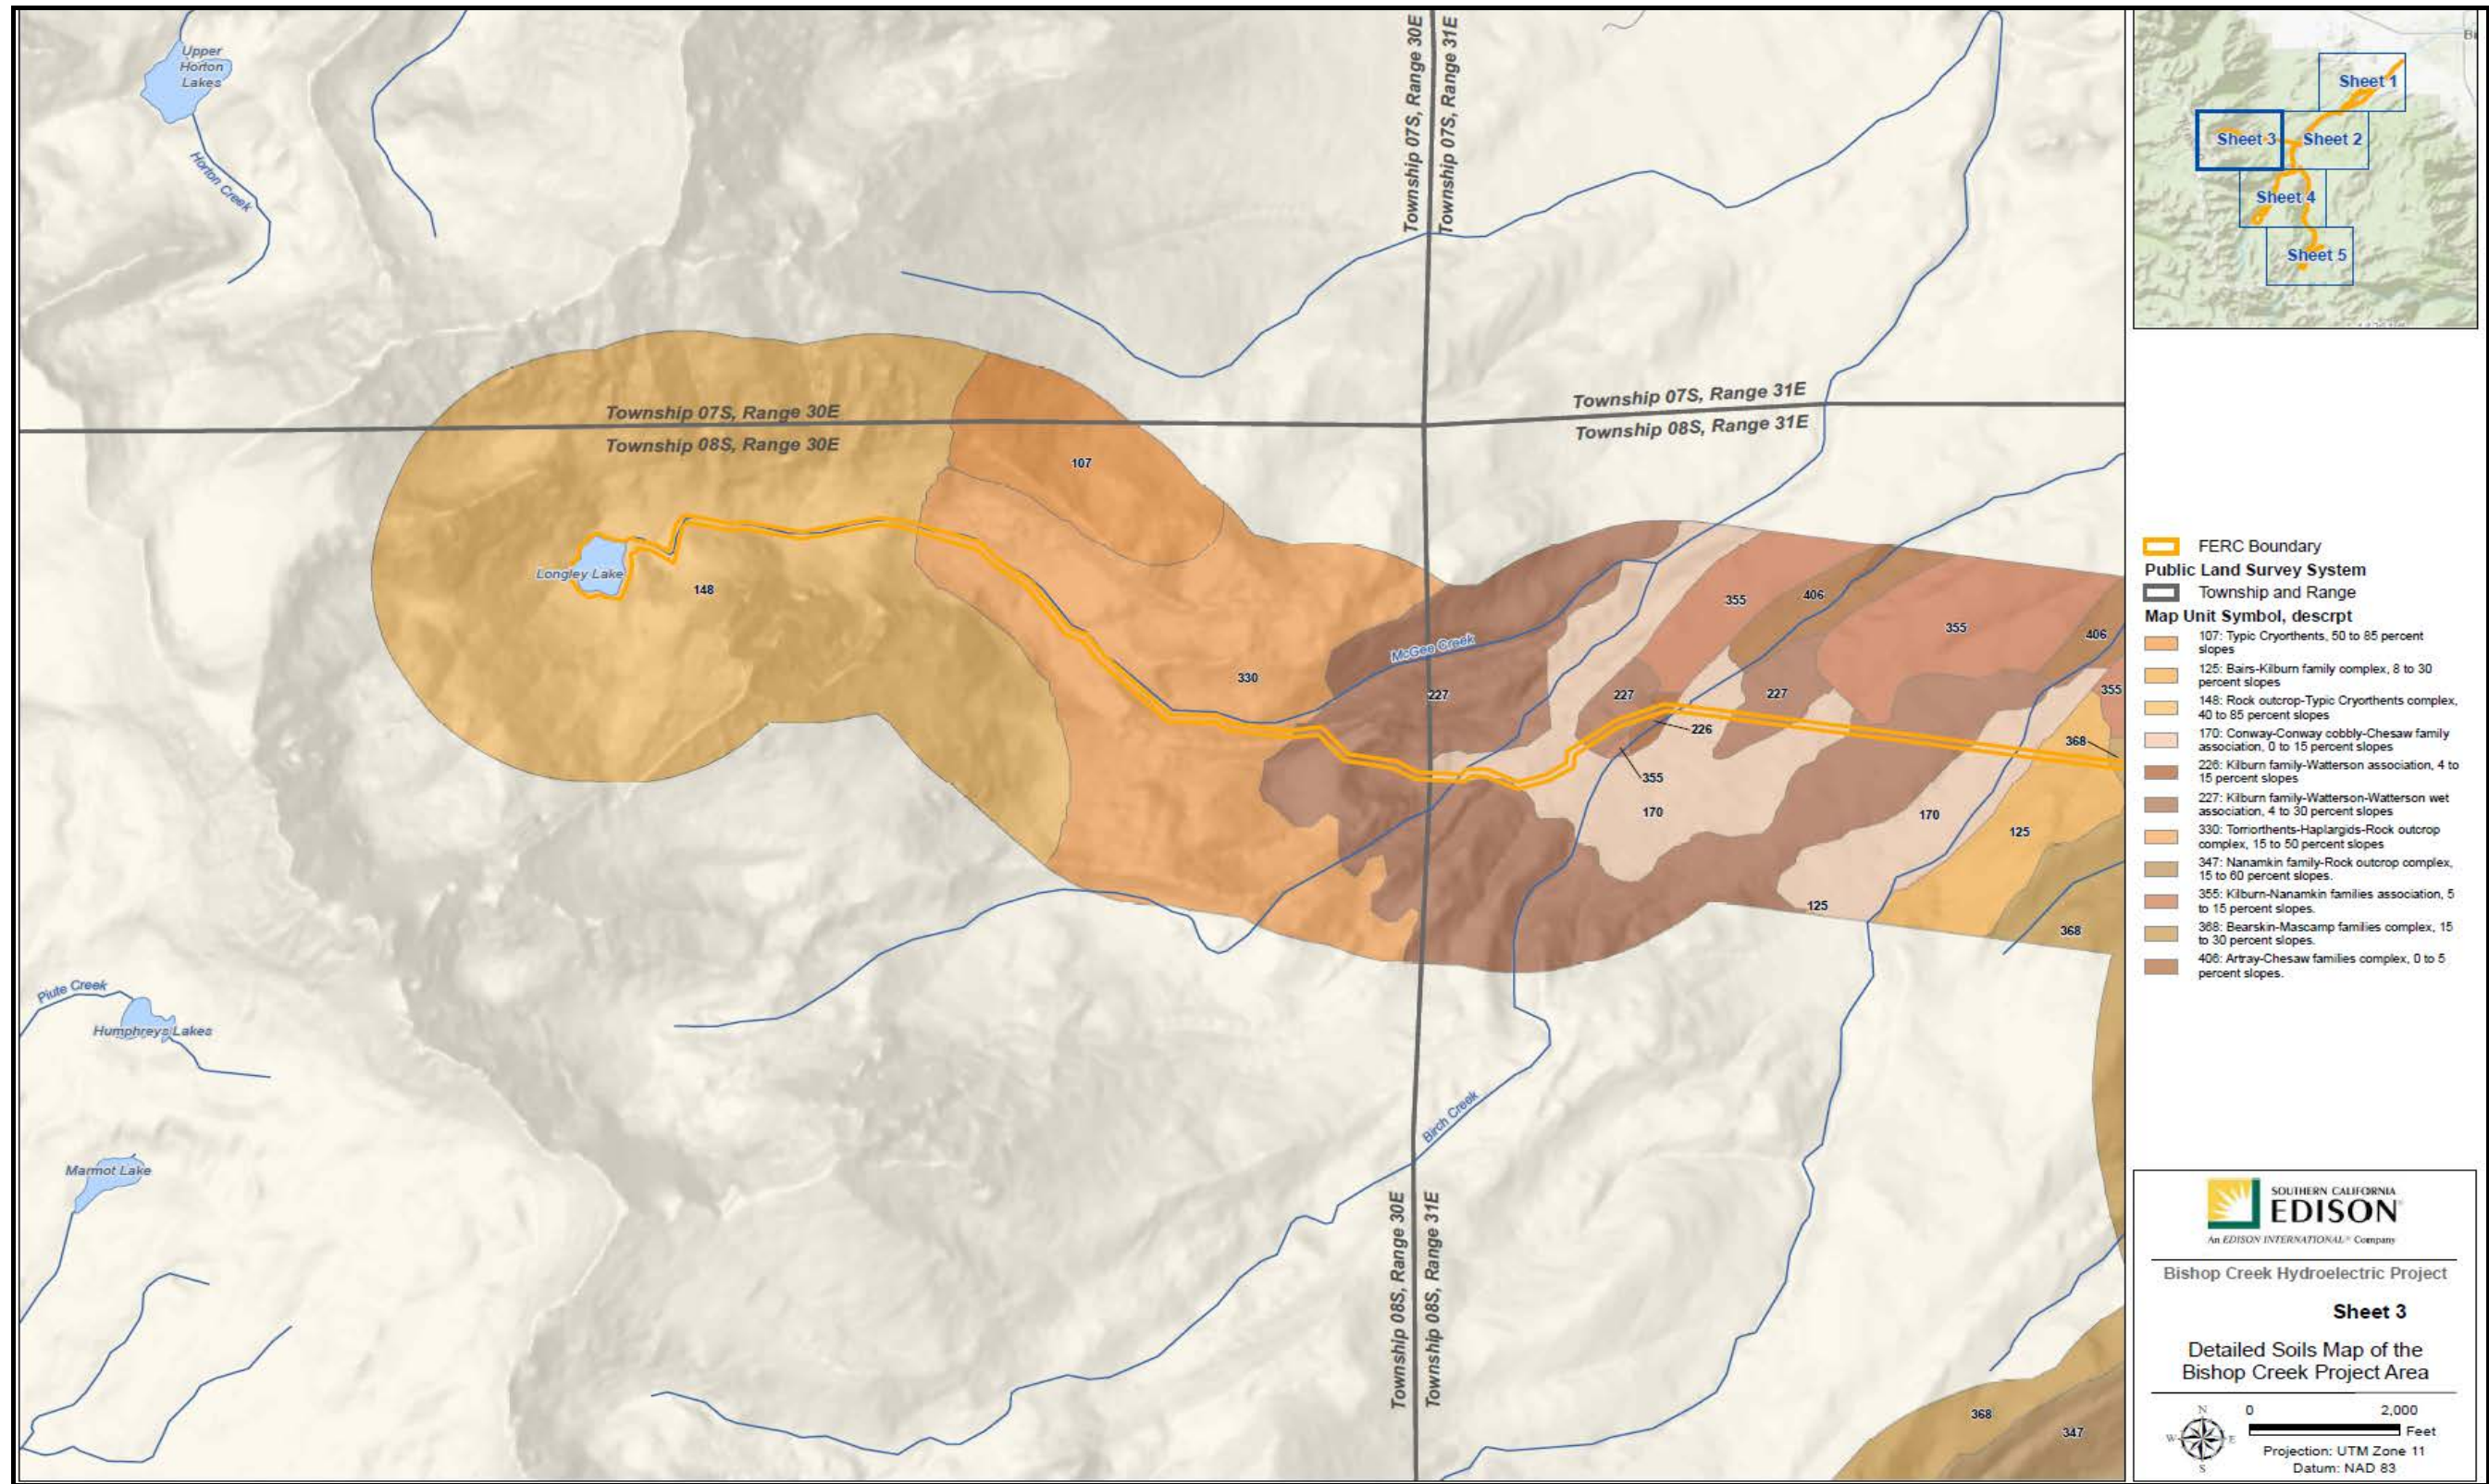 Upper
Horton
Lakes
Horton Creek
Township 07S, Range 30E
Township 07S, Range 31E
Township 07S, Range 30E
Township 08S, Range 30E
Township 07S, Range 31E
Township 08S, Range 31E
107
Longley Lake
148
330
McGee Creek
227
355
406
355
406
227
227
355
226
368
355
170
170
125
125
368
Piute Creek
Humphreys Lakes
Marmot Lake
Birch Creek
Township 08S, Range 30E
Township 08S, Range 31E
368
347
Bi
Sheet 1
Sheet 3
Sheet 2
Sheet 4
Sheet 5
FERC Boundary
Public Land Survey System
Township and Range
Map Unit Symbol, descrpt
107: Typic Cryorthents, 50 to 85 percent
slopes
125: Bairs-Kilburn family complex, 8 to 30
percent slopes
148: Rock outcrop-Typic Cryorthents complex,
40 to 85 percent slopes
170: Conway-Conway cobbly-Chesaw family
association, 0 to 15 percent slopes
226: Kilburn family-Watterson association, 4 to
15 percent slopes
227: Kilburn family-Watterson-Watterson wet
association, 4 to 30 percent slopes
330: Torriorthents-Haplargids-Rock outcrop
complex, 15 to 50 percent slopes
347: Nanamkin family-Rock outcrop complex,
15 to 60 percent slopes.
355: Kilburn-Nanamkin families association, 5
to 15 percent slopes.
368: Bearskin-Mascamp families complex, 15
to 30 percent slopes.
406: Artray-Chesaw families complex, 0 to 5
percent slopes.
SOUTHERN CALIFORNIA
EDISON
An EDISON INTERNATIONAL® Company
Bishop Creek Hydroelectric Project
Sheet 3
Detailed Soils Map of the
Bishop Creek Project Area
N
W E
S
0 2,000
Feet
Projection: UTM Zone 11
Datum: NAD 83